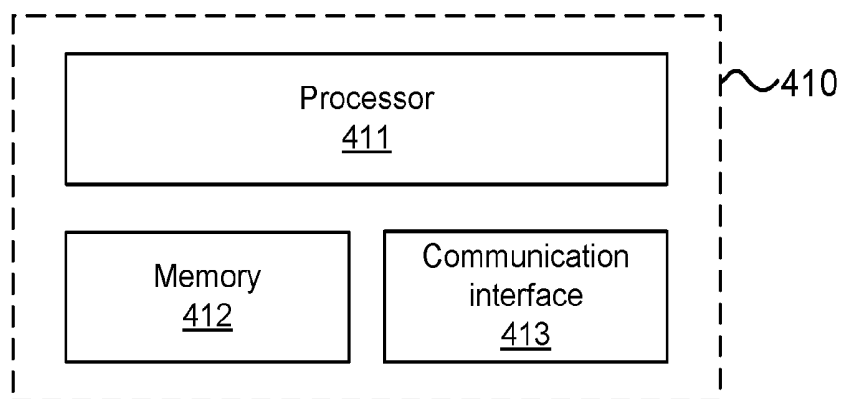 Processor
411
410
Memory
412
Communication
interface
413